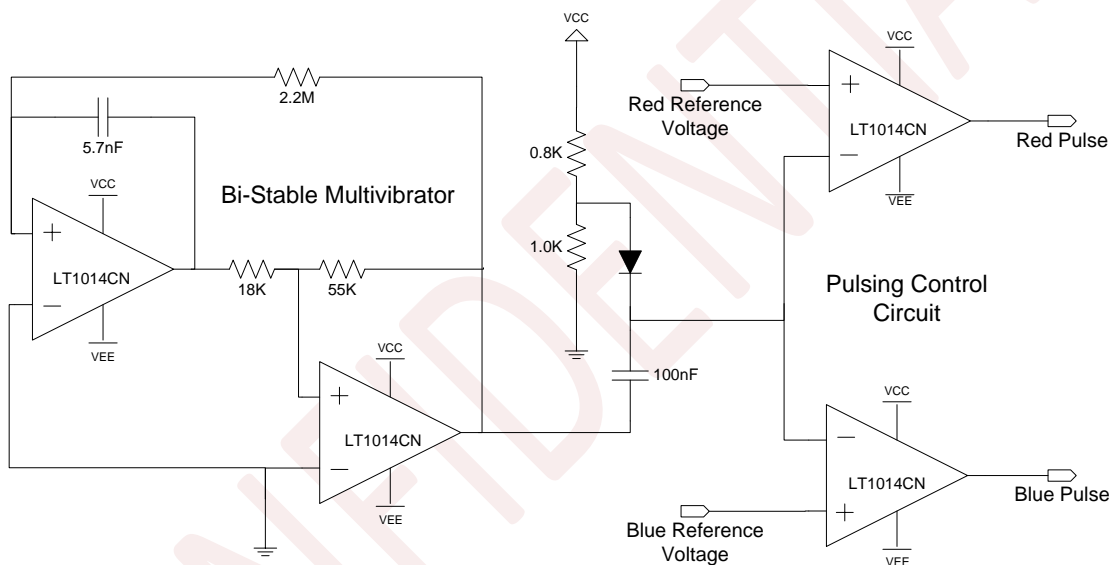 VCC
VCC
2.2M
Red Reference
Voltage
LT1014CN
Red Pulse
5.7nF
0.8K
VCC
VEE
Bi-Stable Multivibrator
LT1014CN
1.0K
18K
55K
Pulsing Control
Circuit
VEE
VCC
100nF
VCC
LT1014CN
LT1014CN
Blue Pulse
VEE
Blue Reference
Voltage
VEE
NFIDENTIA